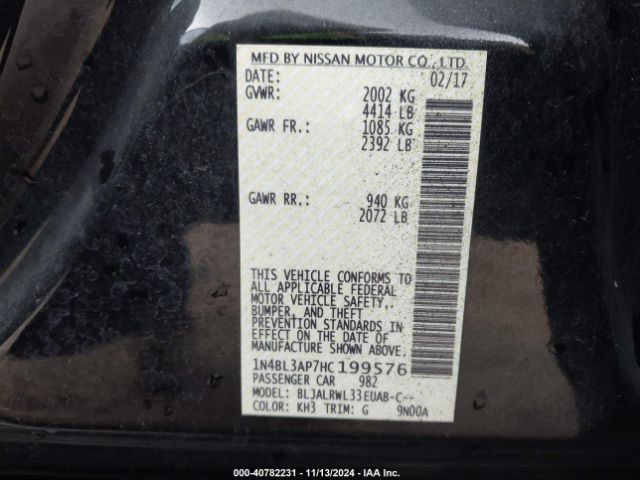 MFD BY NISSAN MOTOR CO., LTD.
DATE: 02/17
GVWR: 2002 KG
4414 LB
GAWR FR.: 1085 KG
2392 LB
GAWR RR.: 940 KG
2072 LB
THIS VEHICLE CONFORMS TO
ALL APPLICABLE FEDERAL
MOTOR VEHICLE SAFETY,
BUMPER, AND THEFT
PREVENTION STANDARDS IN
EFFECT ON THE DATE OF
MANUFACTURE SHOWN ABOVE.
1N4BL3AP7HC199576
PASSENGER CAR 982
MODEL: BLJALRWL33EUAB-C--
COLOR: KH3 TRIM: G 9N00A
000-40782231 - 11/13/2024 - IAA Inc.